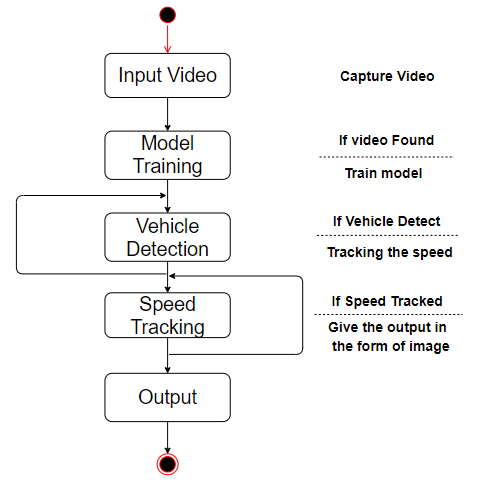 Input Video
Capture Video
Model
Training
If video Found
Train model
Vehicle
Detection
If Vehicle Detect
Tracking the speed
Speed
Tracking
If Speed Tracked
Give the output in
the form of image
Output